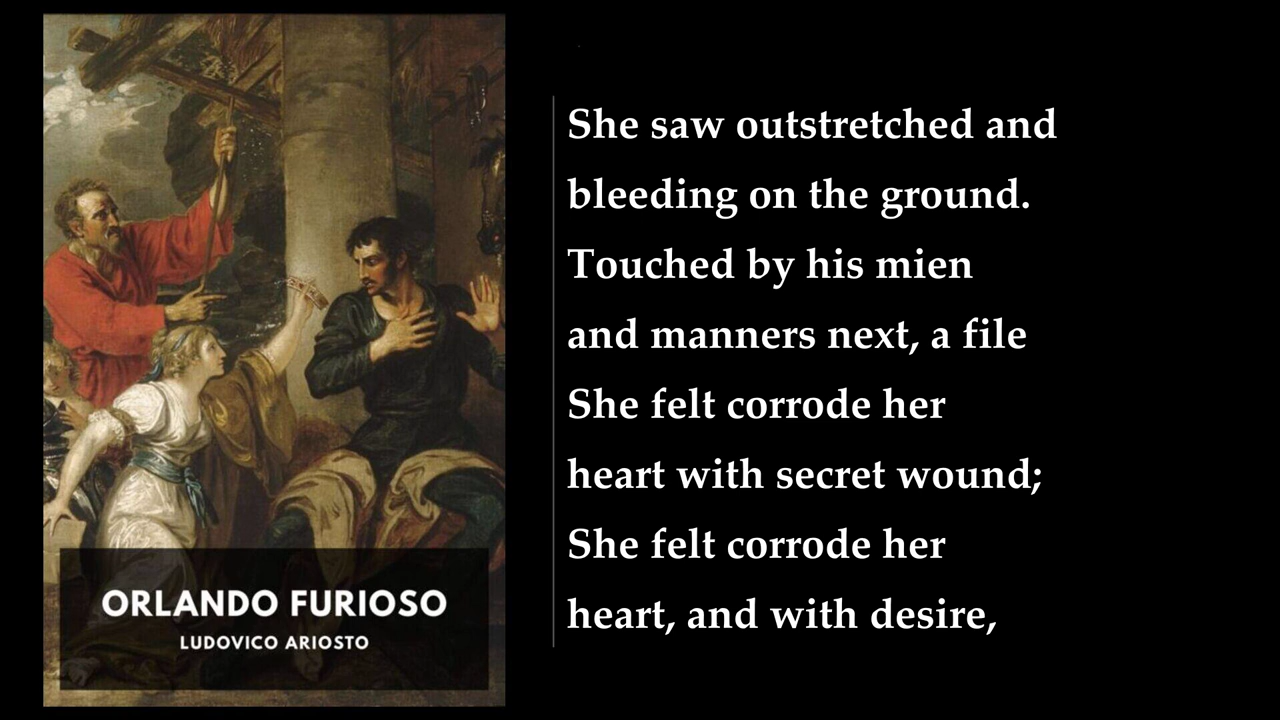 She saw outstretched and
bleeding on the ground.
Touched by his mien
and manners next, a file
She felt corrode her
heart with secret wound;
She felt corrode her
heart, and with desire,
ORLANDO FURIOSO
LUDOVICO ARIOSTO